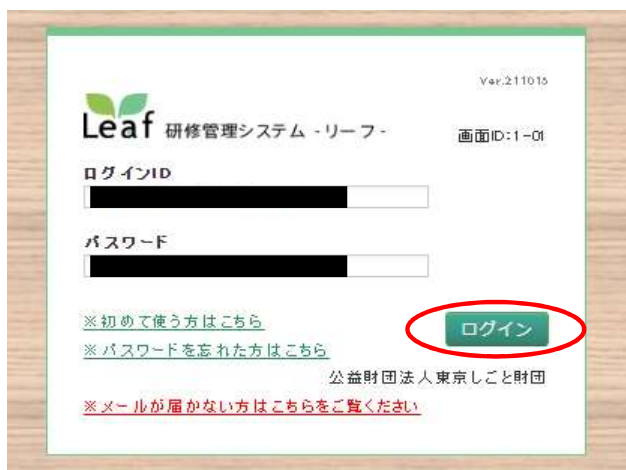 Ver.211015
Leaf 研修管理システム - リーフ -
画面ID:1-01
ログインID
パスワード
※初めて使う方はこちら
ログイン
※パスワードを忘れた方はこちら
公益財団法人東京しごと財団
※メールが届かない方はこちらをご覧ください